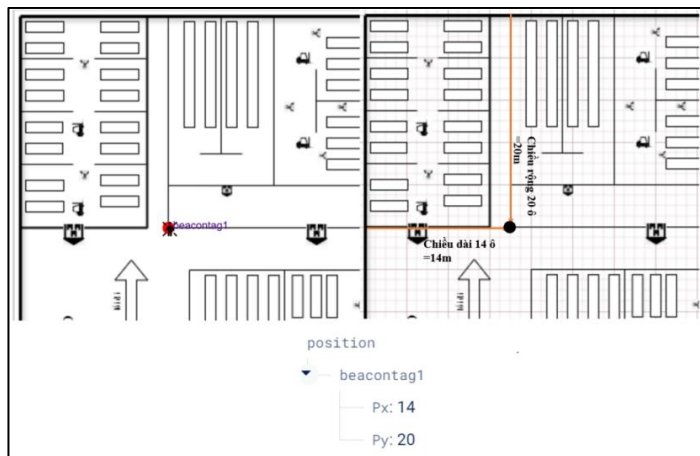 beacontag1
Chiều rộng 20 ô
=20m
Chiều dài 14 ô
=14m
position
beacontag1
Px: 14
Py: 20